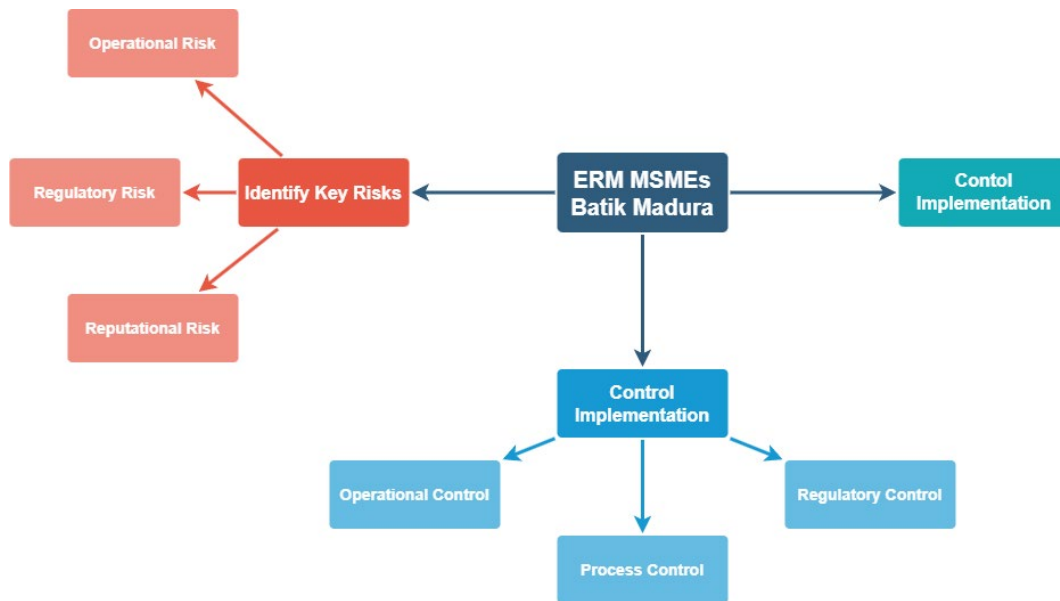 Operational Risk
Regulatory Risk
Identify Key Risks
ERM MSMEs
Batik Madura
Contol
Implementation
Reputational Risk
Control
Implementation
Operational Control
Regulatory Control
Process Control